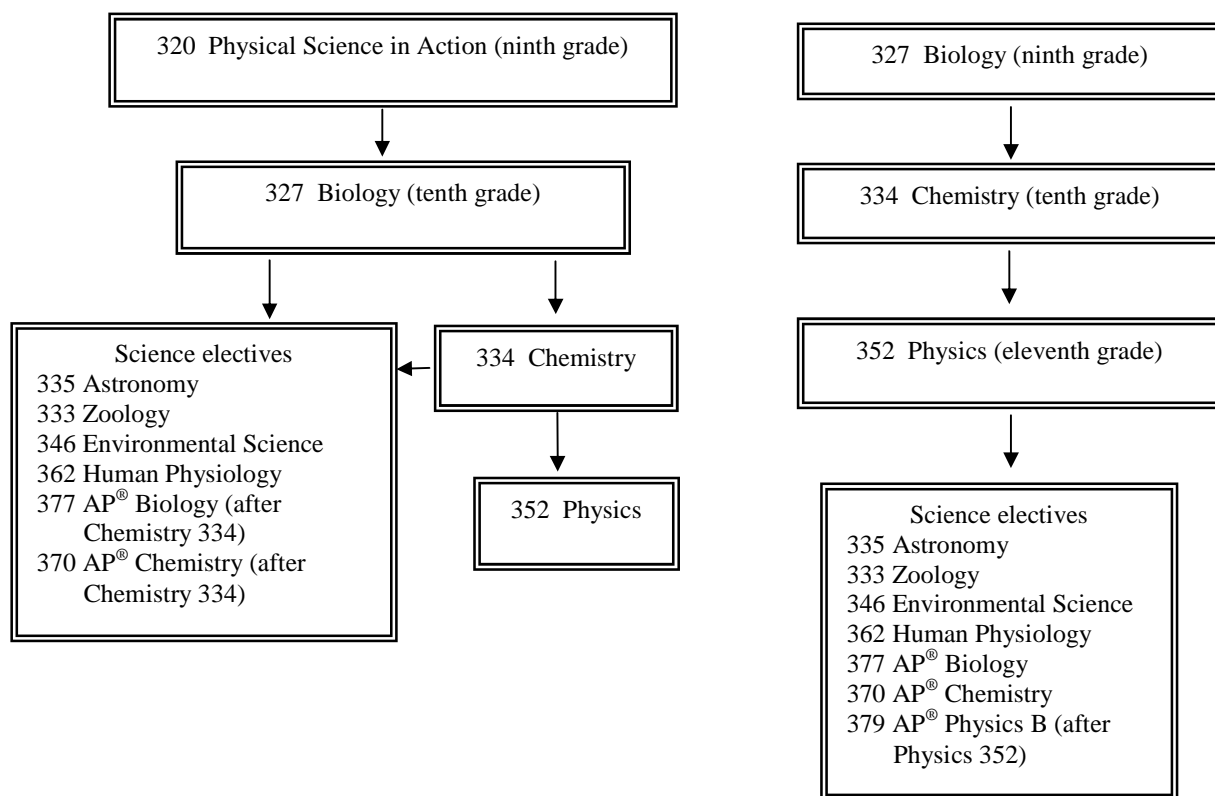 320 Physical Science in Action (ninth grade)
327 Biology (tenth grade)
Science electives
335 Astronomy
333 Zoology
346 Environmental Science
362 Human Physiology
377 AP® Biology (after
Chemistry 334)
370 AP® Chemistry (after
Chemistry 334)
334 Chemistry
352 Physics
327 Biology (ninth grade)
334 Chemistry (tenth grade)
352 Physics (eleventh grade)
Science electives
335 Astronomy
333 Zoology
346 Environmental Science
362 Human Physiology
377 AP® Biology
370 AP® Chemistry
379 AP® Physics B (after
Physics 352)